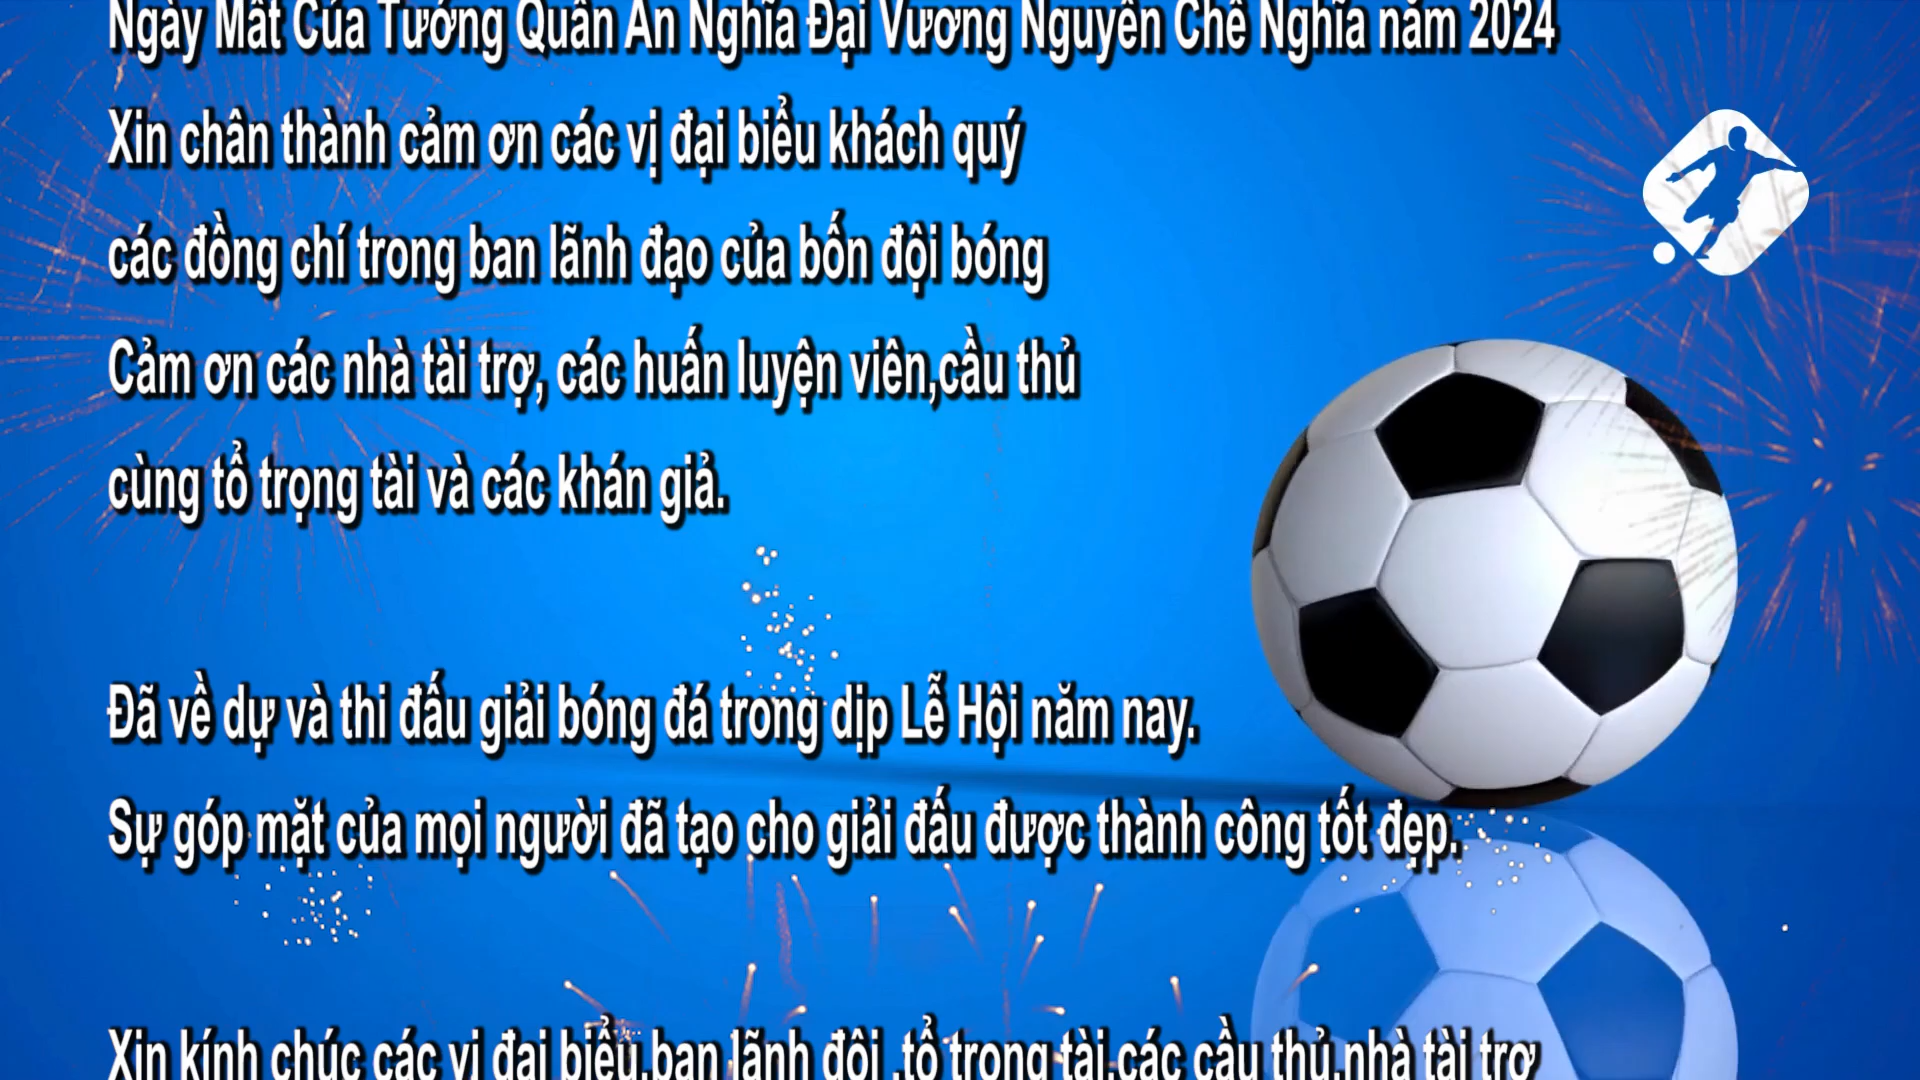 Ngày Mất Của Tướng Quân An Nghĩa Đại Vương Nguyễn Chế Nghĩa năm 2024
Xin chân thành cảm ơn các vị đại biểu khách quý
các đồng chí trong ban lãnh đạo của bốn đội bóng
Cảm ơn các nhà tài trợ, các huấn luyện viên,cầu thủ
cùng tổ trọng tài và các khán giả.
Đã về dự và thi đấu giải bóng đá trong dịp Lễ Hội năm nay.
Sự góp mặt của mọi người đã tạo cho giải đấu được thành công tốt đẹp.
Xin kính chúc các vị đại biểu,ban lãnh đội ,tổ trọng tài,các cầu thủ,nhà tài trợ